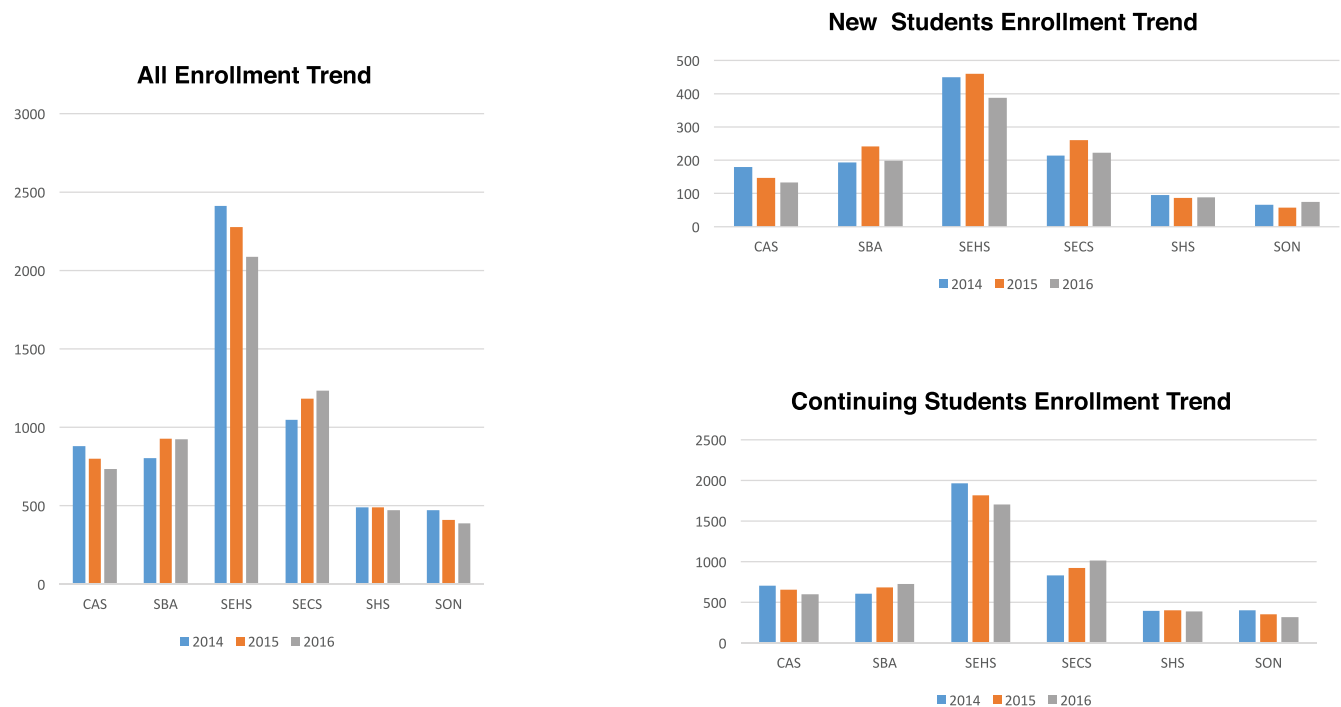 All Enrollment Trend
3000
2500
2000
1500
1000
500
0
CAS SBA SEHS SECS SHS SON
2014 2015 2016
New  Students Enrollment Trend
500
400
300
200
100
0
CAS SBA SEHS SECS SHS SON
2014 2015 2016
Continuing Students Enrollment Trend
2500
2000
1500
1000
500
0
CAS SBA SEHS SECS SHS SON
2014 2015 2016